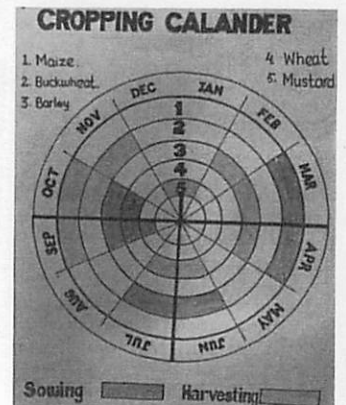 CROPPING CALANDER
1. Maize.
2. Buckwheat.
3. Barley
4 Wheat
5. Mustard
JAN
FEB
MAR
APR
MAY
JUN
JUL
AUG
SEP
OCT
NOV
DEC
1
2
3
4
5
Sowing
Harvesting